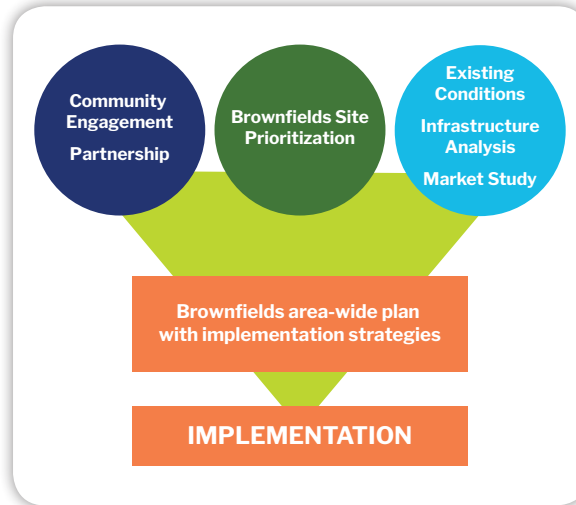 Community
Engagement
Partnership
Brownfields Site
Prioritization
Existing
Conditions
Infrastructure
Analysis
Market Study
Brownfields area-wide plan
with implementation strategies
IMPLEMENTATION